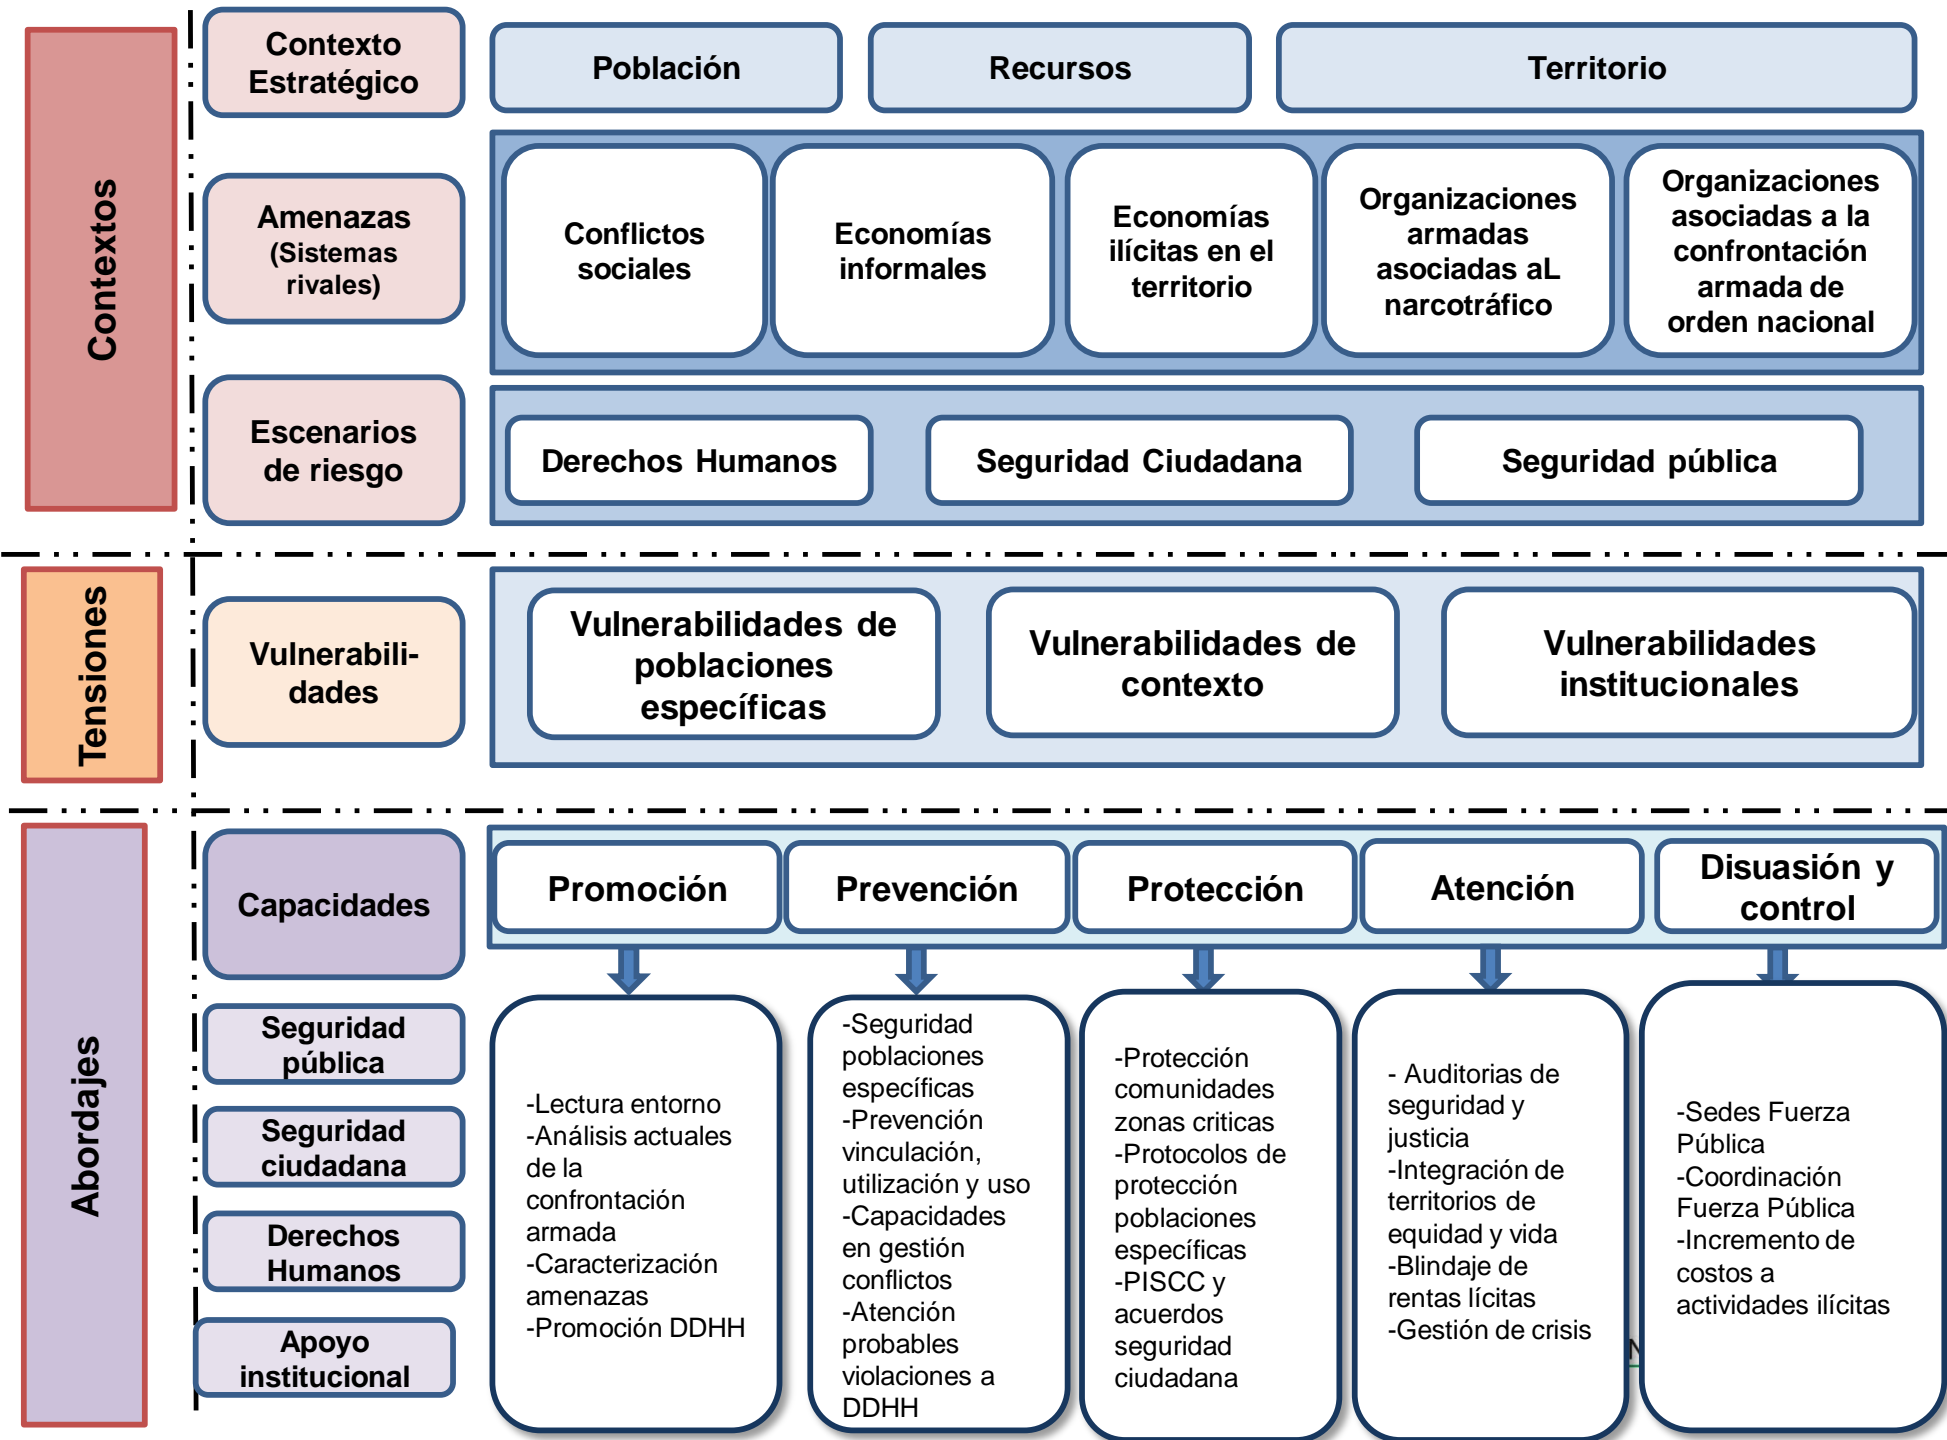 Contextos
Contexto
Estratégico
Población
Recursos
Territorio
Amenazas
(Sistemas
rivales)
Conflictos
sociales
Economías
informales
Economías
ilícitas en el
territorio
Organizaciones
armadas
asociadas aL
narcotráfico
Organizaciones
asociadas a la
confrontación
armada de
orden nacional
Escenarios
de riesgo
Derechos Humanos
Seguridad Ciudadana
Seguridad pública
Tensiones
Vulnerabili-
dades
Vulnerabilidades de
poblaciones
específicas
Vulnerabilidades de
contexto
Vulnerabilidades
institucionales
Abordajes
Capacidades
Promoción
Prevención
Protección
Atención
Disuasión y
control
Seguridad
pública
Seguridad
ciudadana
Derechos
Humanos
Apoyo
institucional
-Lectura entorno
-Análisis actuales
de la
confrontación
armada
-Caracterización
amenazas
-Promoción DDHH
-Seguridad
poblaciones
específicas
-Prevención
vinculación,
utilización y uso
-Capacidades
en gestión
conflictos
-Atención
probables
violaciones a
DDHH
-Protección
comunidades
zonas criticas
-Protocolos de
protección
poblaciones
específicas
-PISCC y
acuerdos
seguridad
ciudadana
- Auditorias de
seguridad y
justicia
-Integración de
territorios de
equidad y vida
-Blindaje de
rentas lícitas
-Gestión de crisis
-Sedes Fuerza
Pública
-Coordinación
Fuerza Pública
-Incremento de
costos a
actividades ilícitas